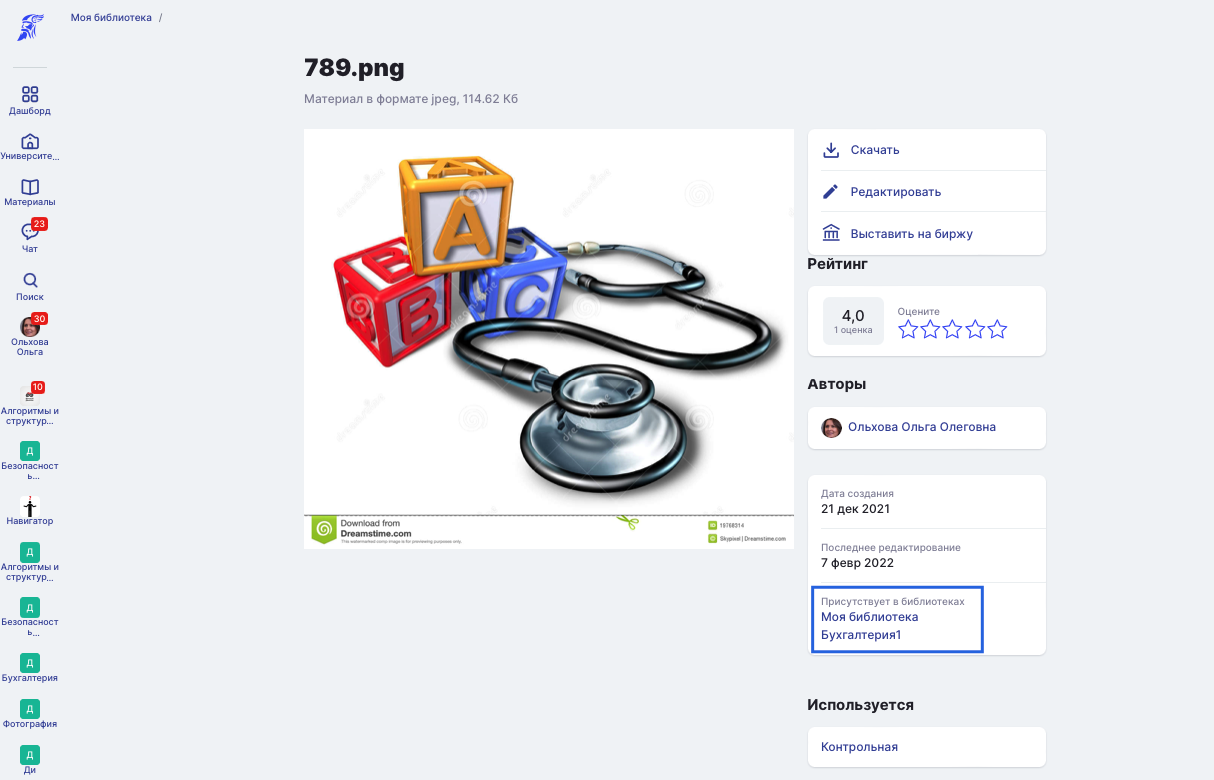 Моя библиотека /
789.png
Материал в формате jpeg, 114.62 Кб
Дашборд
Университе...
Материалы
23
Чат
Поиск
30
Ольхова
Ольга
10
Алгоритмы и
структур...
Д
Безопасност
ь...
Навигатор
Д
Алгоритмы и
структур...
Д
Безопасност
ь...
Д
Бухгалтерия
Д
Фотография
Д
Ди
A
B
B
C
dreamstime
Download from
Dreamstime.com
This watermarked comp image is for previewing purposes only.
19768314
Skypixel | Dreamstime.com
Скачать
Редактировать
Выставить на биржу
Рейтинг
4,0
1 оценка
Оцените
Авторы
Ольхова Ольга Олеговна
Дата создания
21 дек 2021
Последнее редактирование
7 февр 2022
Присутствует в библиотеках
Моя библиотека
Бухгалтерия1
Используется
Контрольная